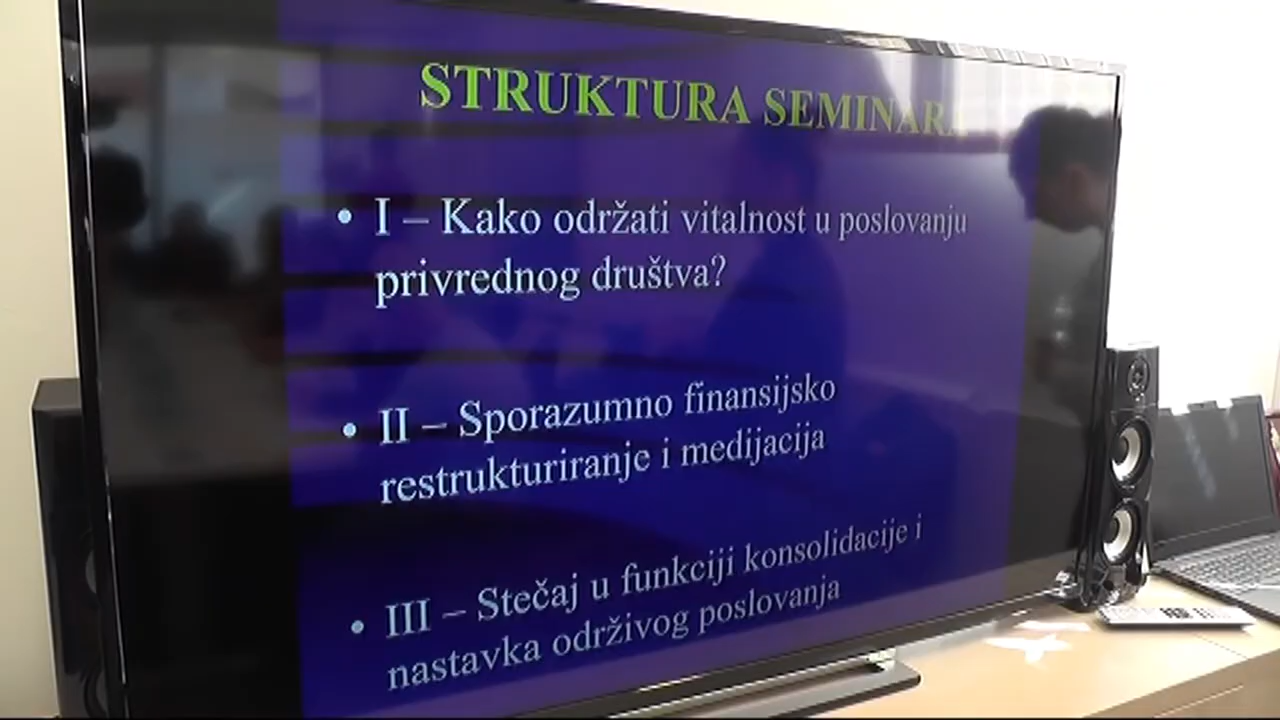 STRUKTURA SEMINARA
• I – Kako održati vitalnost u poslovanju
privrednog društva?
• II – Sporazumno finansijsko
restrukturiranje i medijacija
• III – Stečaj u funkciji konsolidacije i
nastavka održivog poslovanja